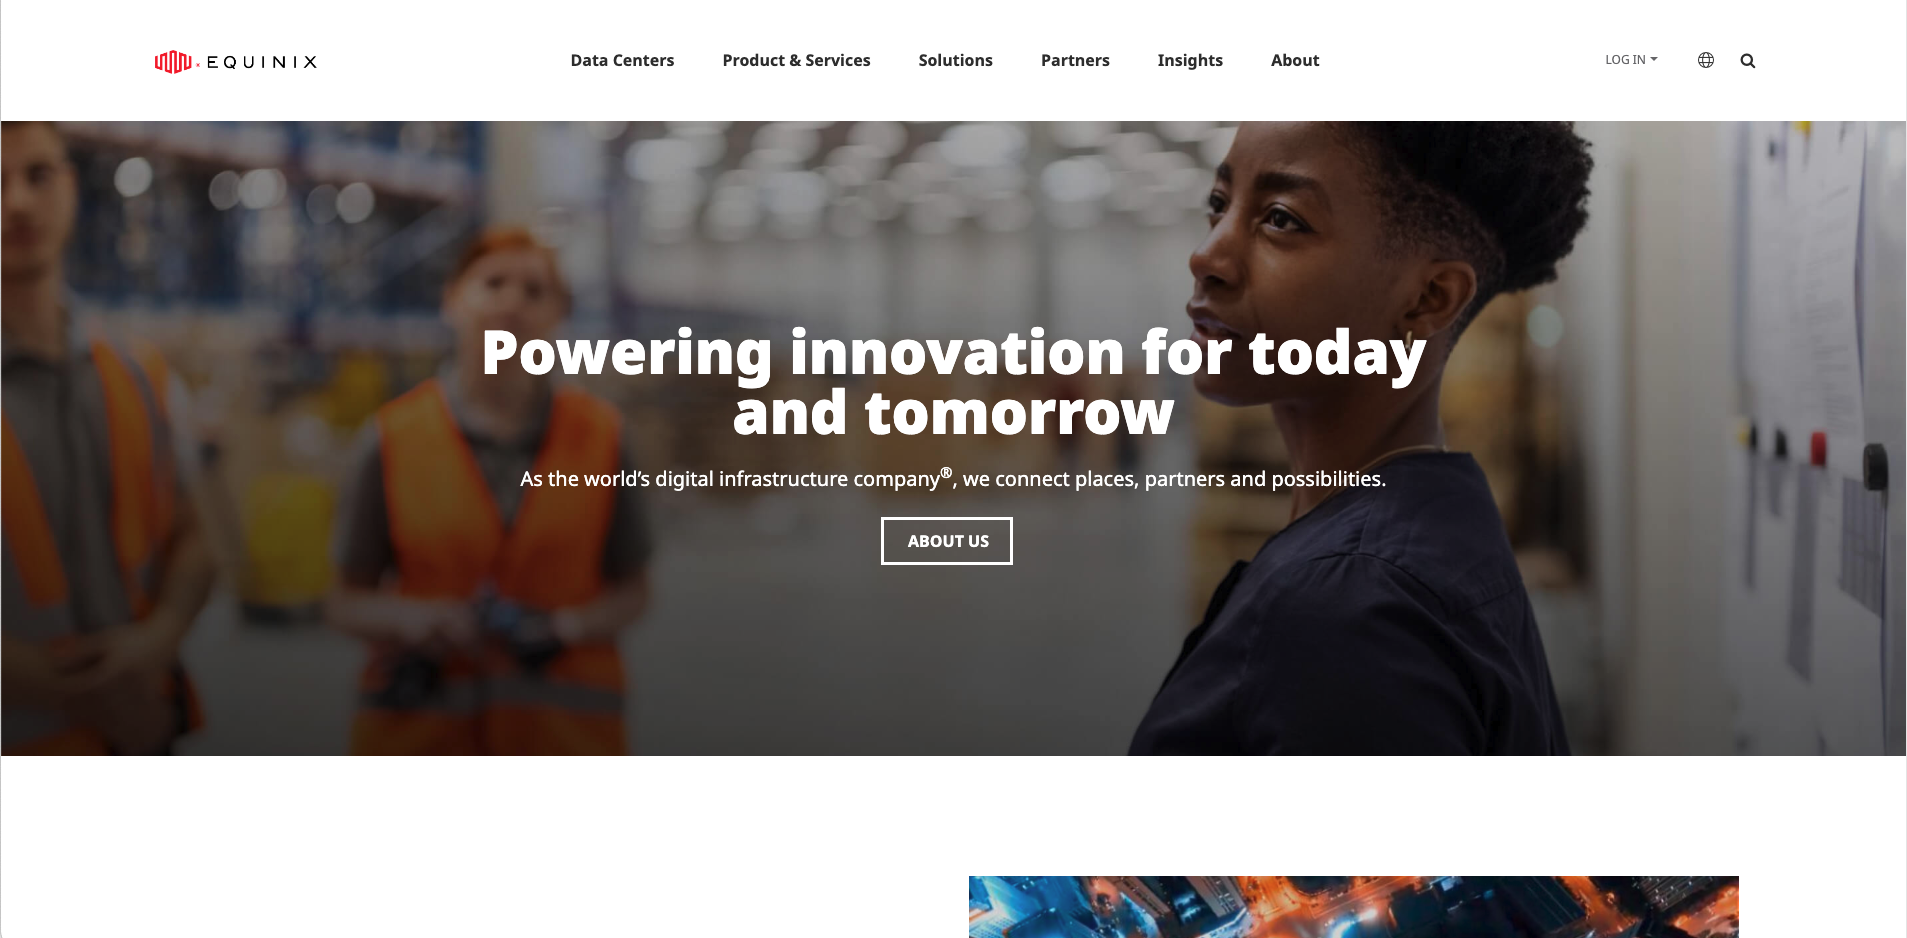 EQUINIX
Data Centers
Product & Services
Solutions
Partners
Insights
About
LOG IN
Powering innovation for today
and tomorrow
As the world’s digital infrastructure company®, we connect places, partners and possibilities.
ABOUT US